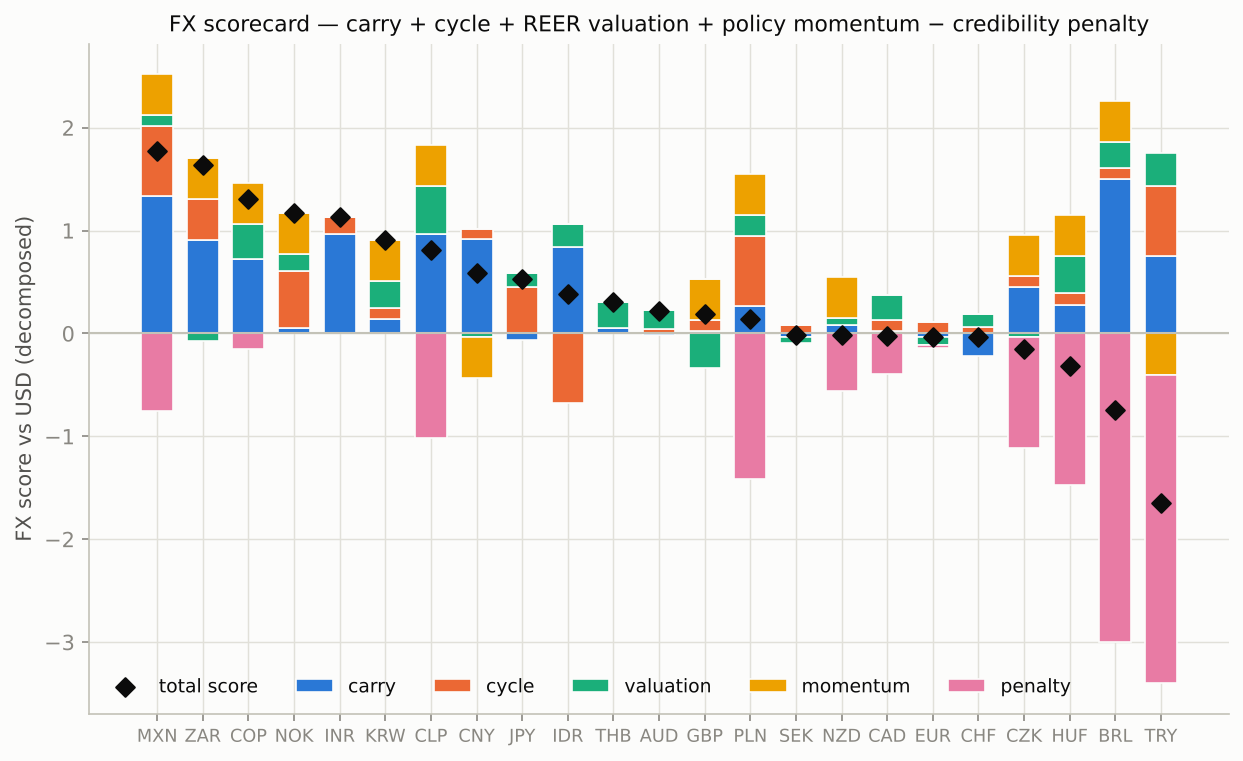 FX scorecard — carry + cycle + REER valuation + policy momentum − credibility penalty
FX score vs USD (decomposed)
2
1
0
−1
−2
−3
total score carry cycle valuation momentum penalty
MXN ZAR COP NOK INR KRW CLP CNY JPY IDR THB AUD GBP PLN SEK NZD CAD EUR CHF CZK HUF BRL TRY